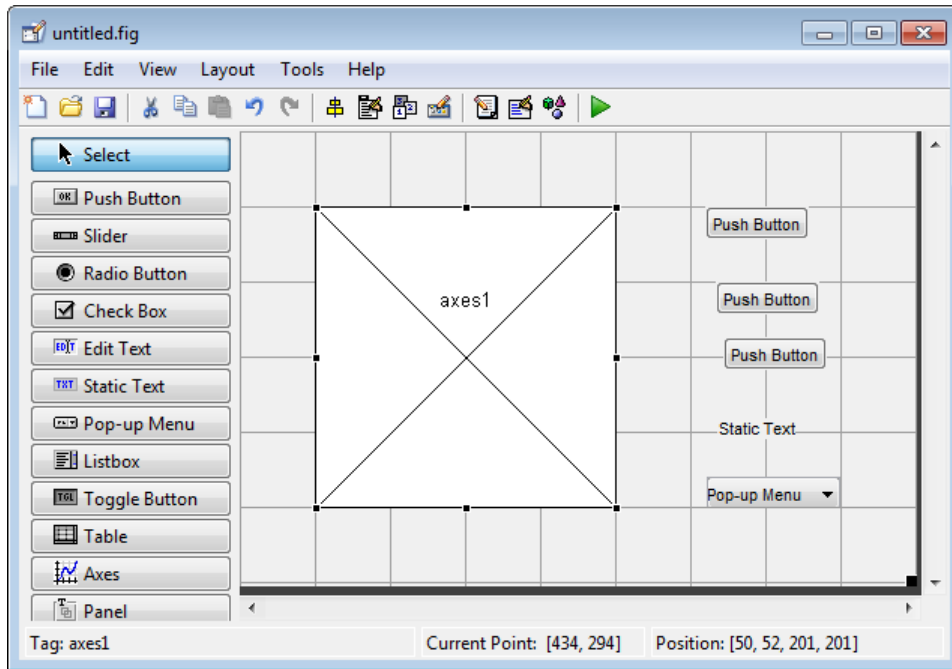 untitled.fig
File Edit View Layout Tools Help
Select
Push Button
Slider
Radio Button
Check Box
Edit Text
Static Text
Pop-up Menu
Listbox
Toggle Button
Table
Axes
Panel
axes1
Push Button
Push Button
Push Button
Static Text
Pop-up Menu
Tag: axes1 Current Point: [434, 294] Position: [50, 52, 201, 201]